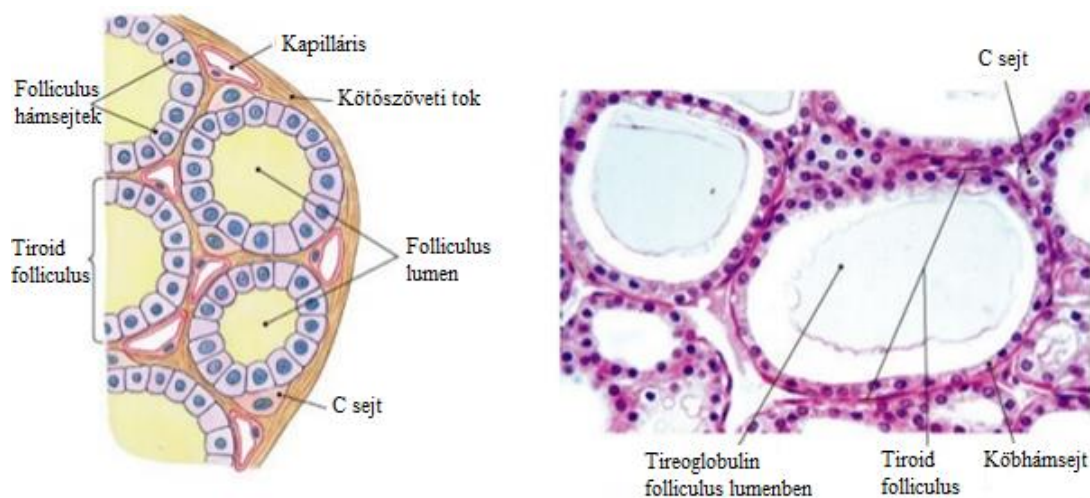 Kapilláris
Folliculus
hámsejtek
Kötőszöveti tok
Tiroid
folliculus
Folliculus
lumen
C sejt
C sejt
Tireoglobulin
folliculus lumenben
Tiroid
folliculus
Köbhámsejt